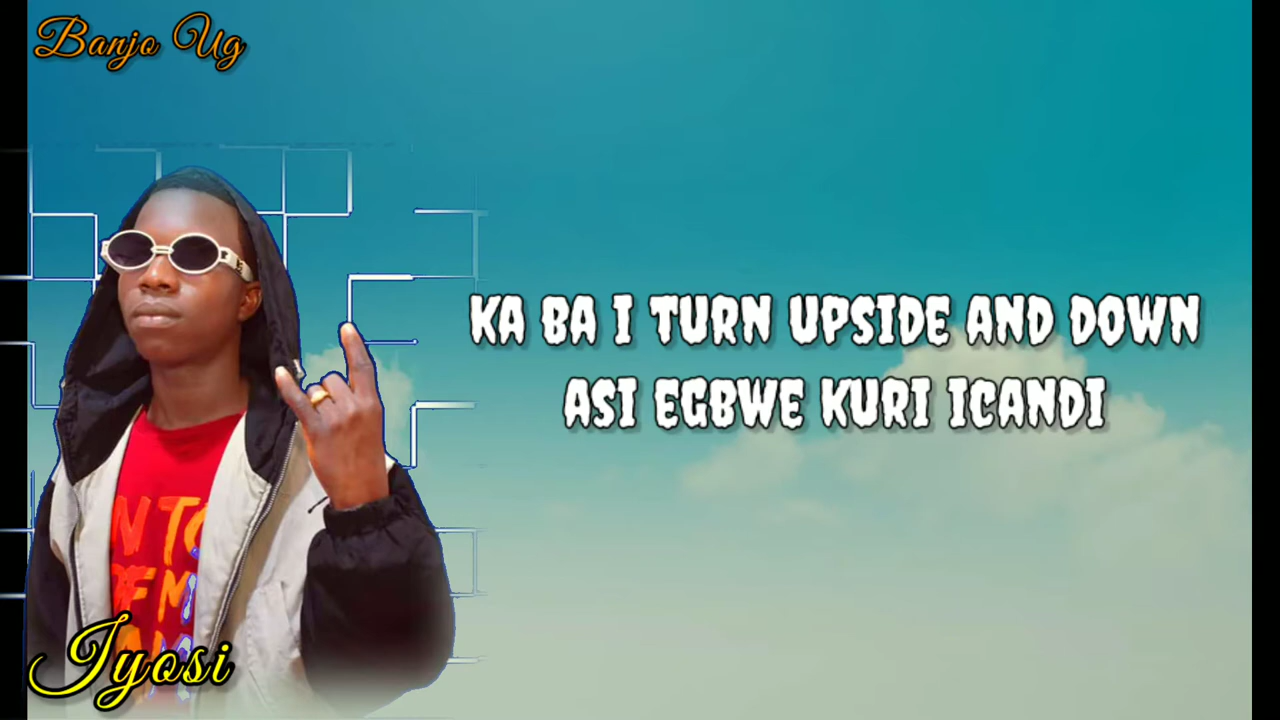 Banjo Ug
KA BA I TURN UPSIDE AND DOWN
ASI EGBWE KURI ICANDI
Iyosi